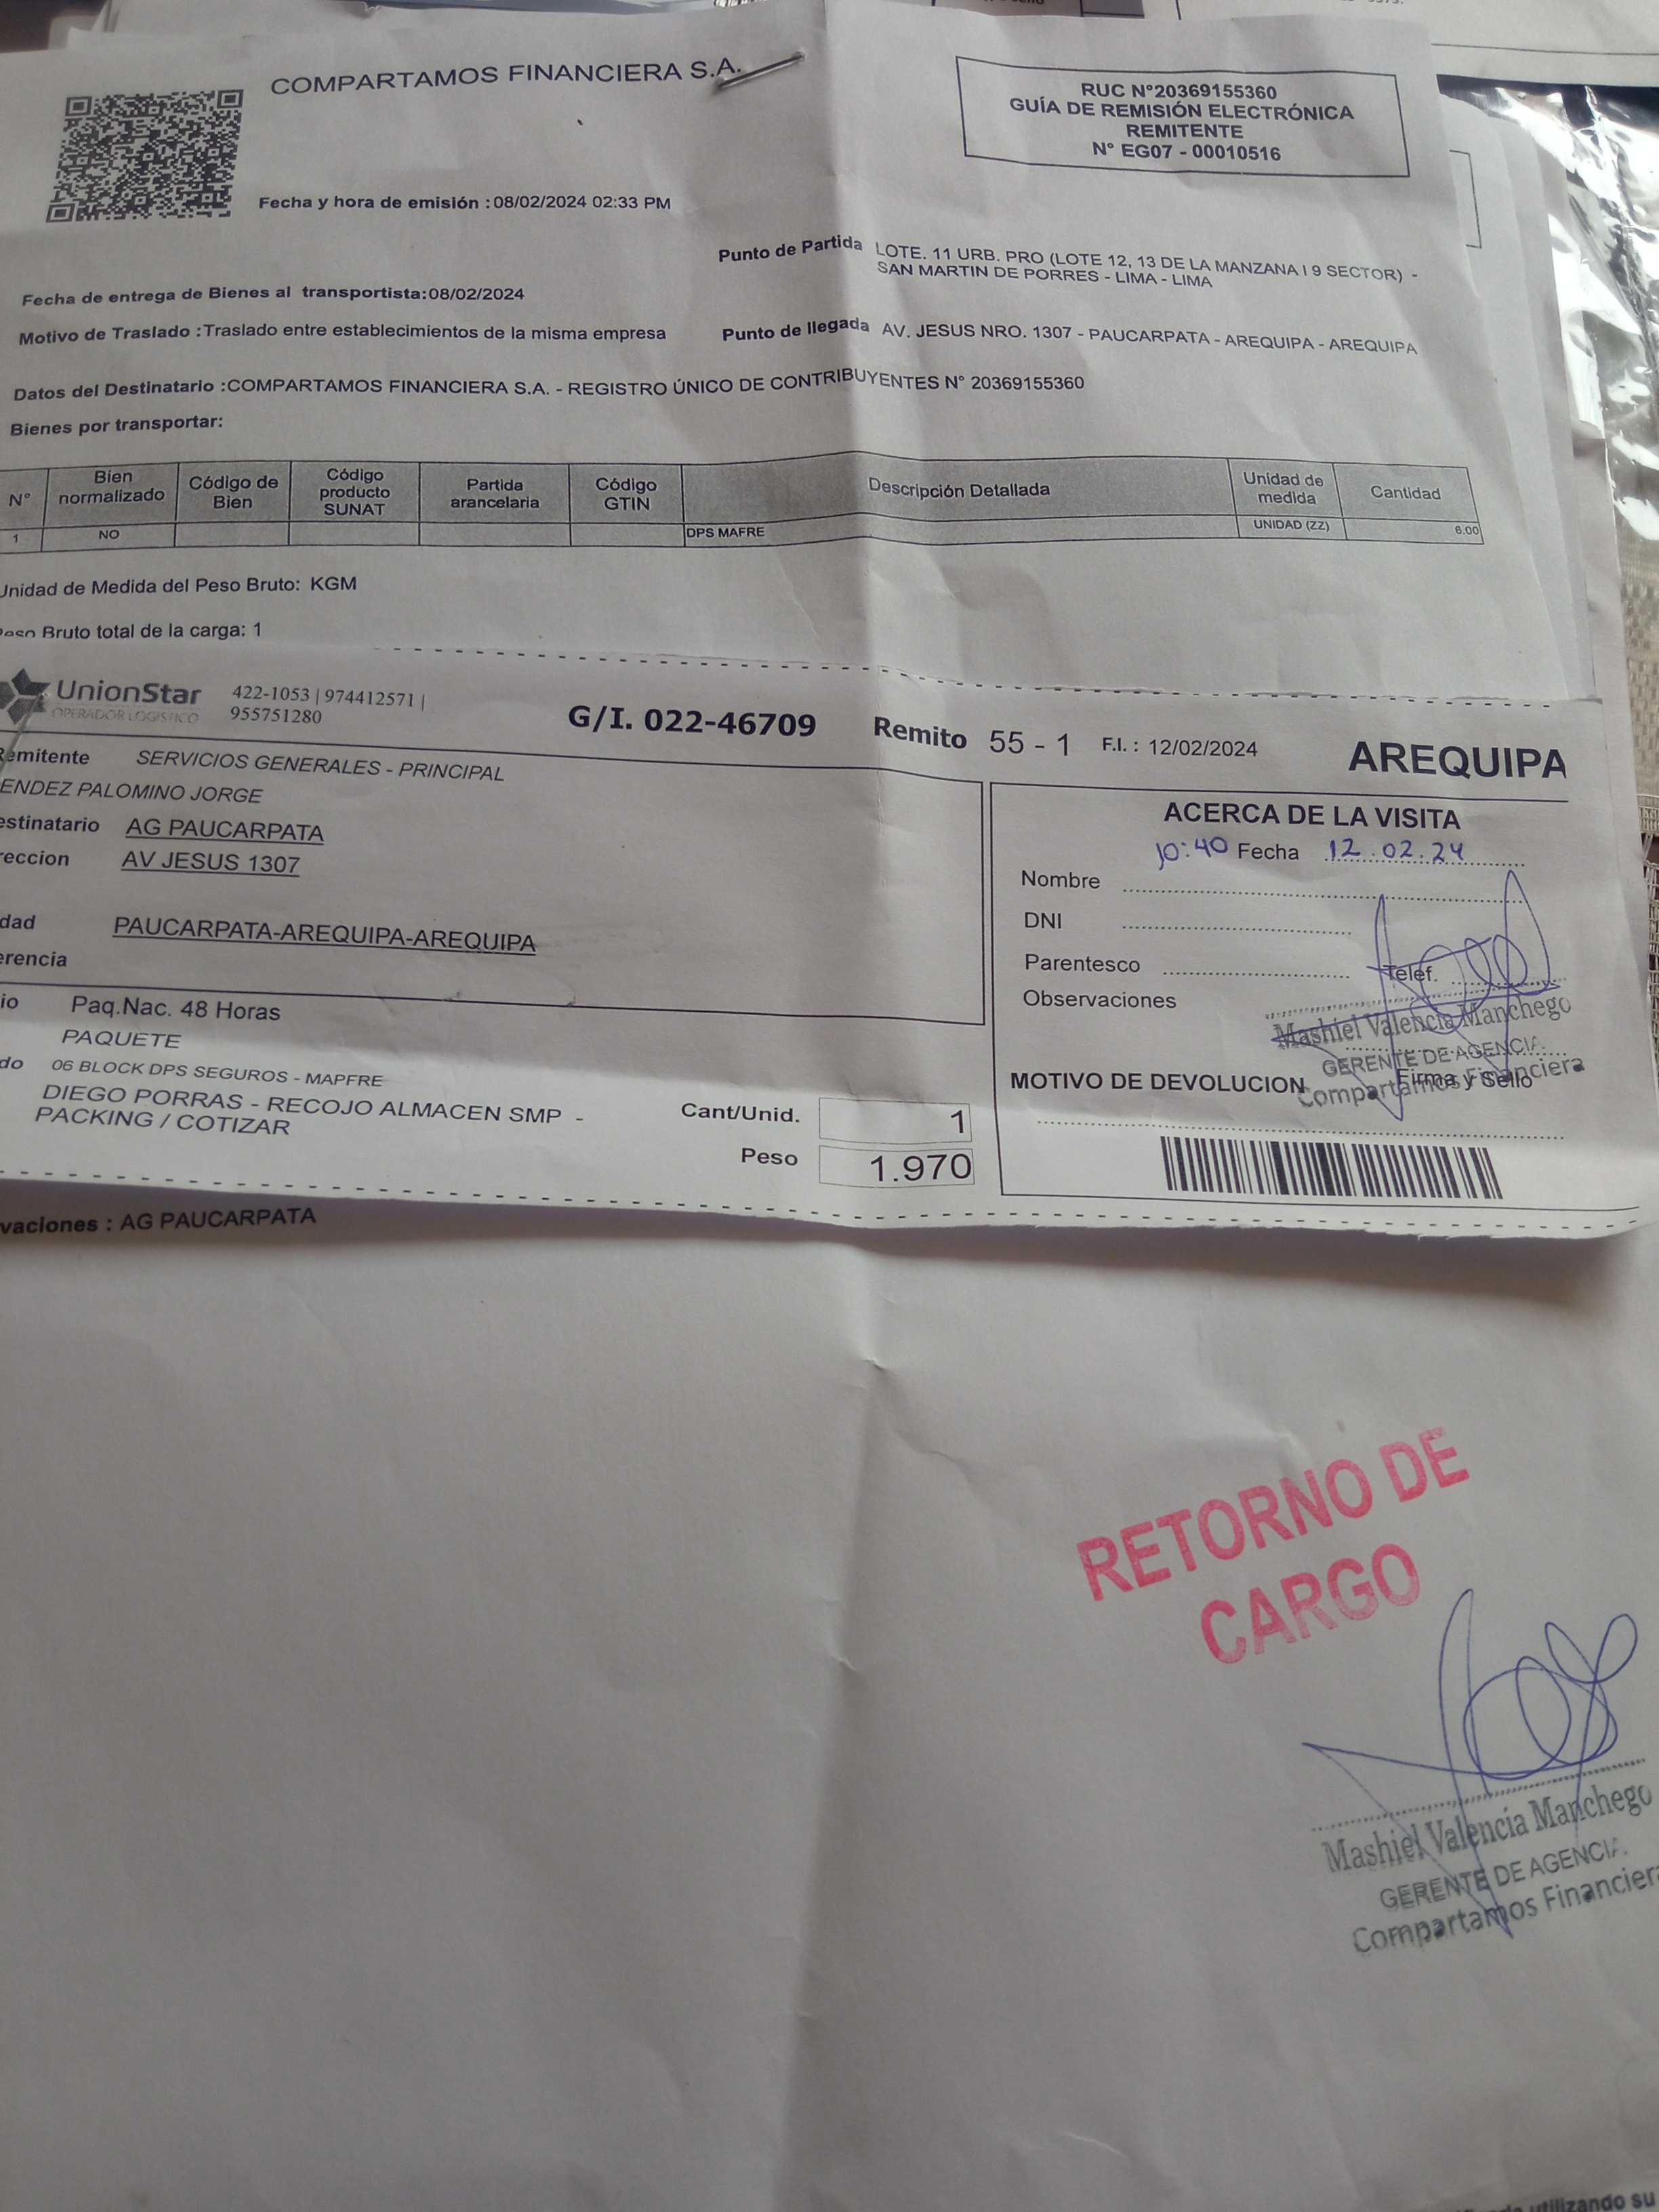 COMPARTAMOS FINANCIERA S.A.
RUC N°20369155360
GUÍA DE REMISIÓN ELECTRÓNICA
REMITENTE
N° EG07 - 00010516
Fecha y hora de emisión : 08/02/2024 02:33 PM
Punto de Partida LOTE. 11 URB. PRO (LOTE 12, 13 DE LA MANZANA I 9 SECTOR) -
SAN MARTIN DE PORRES - LIMA - LIMA
Fecha de entrega de Bienes al transportista:08/02/2024
Motivo de Traslado : Traslado entre establecimientos de la misma empresa
Punto de llegada AV. JESUS NRO. 1307 - PAUCARPATA - AREQUIPA - AREQUIPA
Datos del Destinatario :COMPARTAMOS FINANCIERA S.A. - REGISTRO ÚNICO DE CONTRIBUYENTES N° 20369155360
Bienes por transportar:
N° Bien normalizado Código de Bien Código producto SUNAT Partida arancelaria Código GTIN Descripción Detallada Unidad de medida Cantidad
1 NO DPS MAFRE UNIDAD (ZZ) 6.00
Unidad de Medida del Peso Bruto: KGM
Peso Bruto total de la carga: 1
UnionStar 422-1053 | 974412571 |
OPERADOR LOGISTICO 955751280
G/I. 022-46709 Remito 55 - 1 F.I. : 12/02/2024 AREQUIPA
Remitente SERVICIOS GENERALES - PRINCIPAL
ENDEZ PALOMINO JORGE
estinatario AG PAUCARPATA
reccion AV JESUS 1307
dad PAUCARPATA-AREQUIPA-AREQUIPA
erencia
io Paq.Nac. 48 Horas
PAQUETE
do 06 BLOCK DPS SEGUROS - MAPFRE
DIEGO PORRAS - RECOJO ALMACEN SMP -
PACKING / COTIZAR
Cant/Unid. 1
Peso 1.970
ACERCA DE LA VISITA
10:40 Fecha 12.02.24
Nombre
DNI
Parentesco Telef.
Observaciones
Mashiel Valencia Manchego
GERENTE DE AGENCIA
Compartamos Financiera
MOTIVO DE DEVOLUCION Firma y Sello
vaciones : AG PAUCARPATA
RETORNO DE
CARGO
Mashiel Valencia Manchego
GERENTE DE AGENCIA
Compartamos Financiera
utilizando su